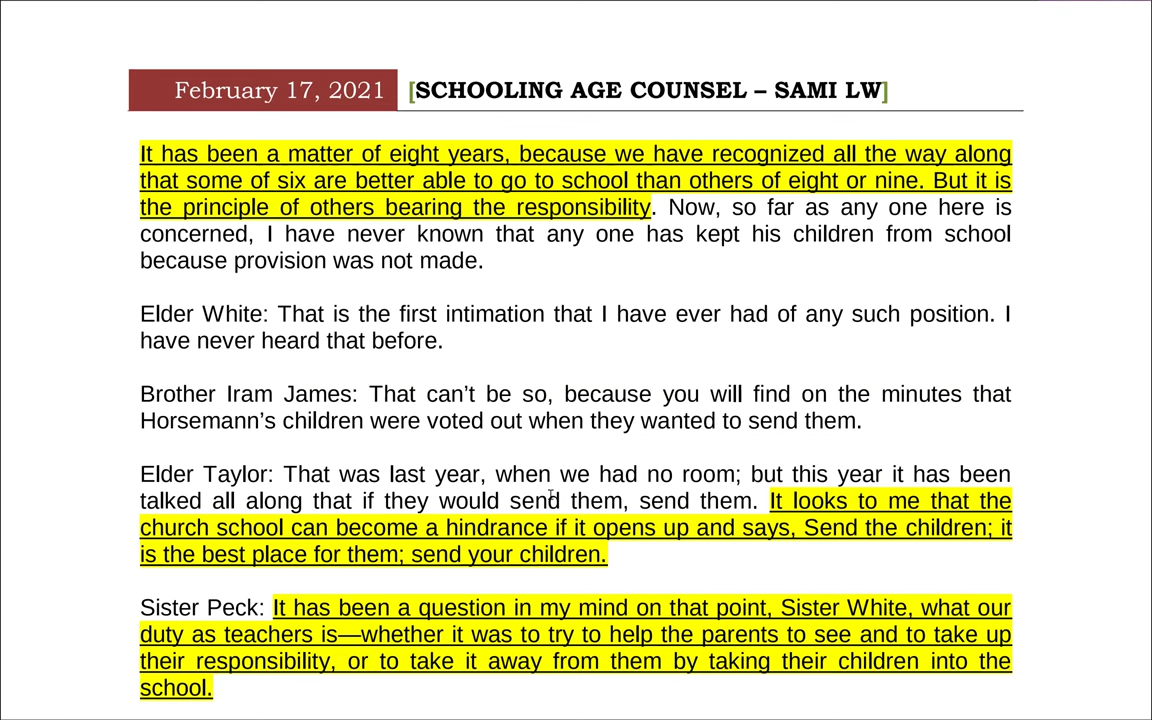 February 17, 2021 [SCHOOLING AGE COUNSEL – SAMI LW]
It has been a matter of eight years, because we have recognized all the way along
that some of six are better able to go to school than others of eight or nine. But it is
the principle of others bearing the responsibility. Now, so far as any one here is
concerned, I have never known that any one has kept his children from school
because provision was not made.
Elder White: That is the first intimation that I have ever had of any such position. I
have never heard that before.
Brother Iram James: That can’t be so, because you will find on the minutes that
Horsemann’s children were voted out when they wanted to send them.
Elder Taylor: That was last year, when we had no room; but this year it has been
talked all along that if they would send them, send them. It looks to me that the
church school can become a hindrance if it opens up and says, Send the children; it
is the best place for them; send your children.
Sister Peck: It has been a question in my mind on that point, Sister White, what our
duty as teachers is—whether it was to try to help the parents to see and to take up
their responsibility, or to take it away from them by taking their children into the
school.